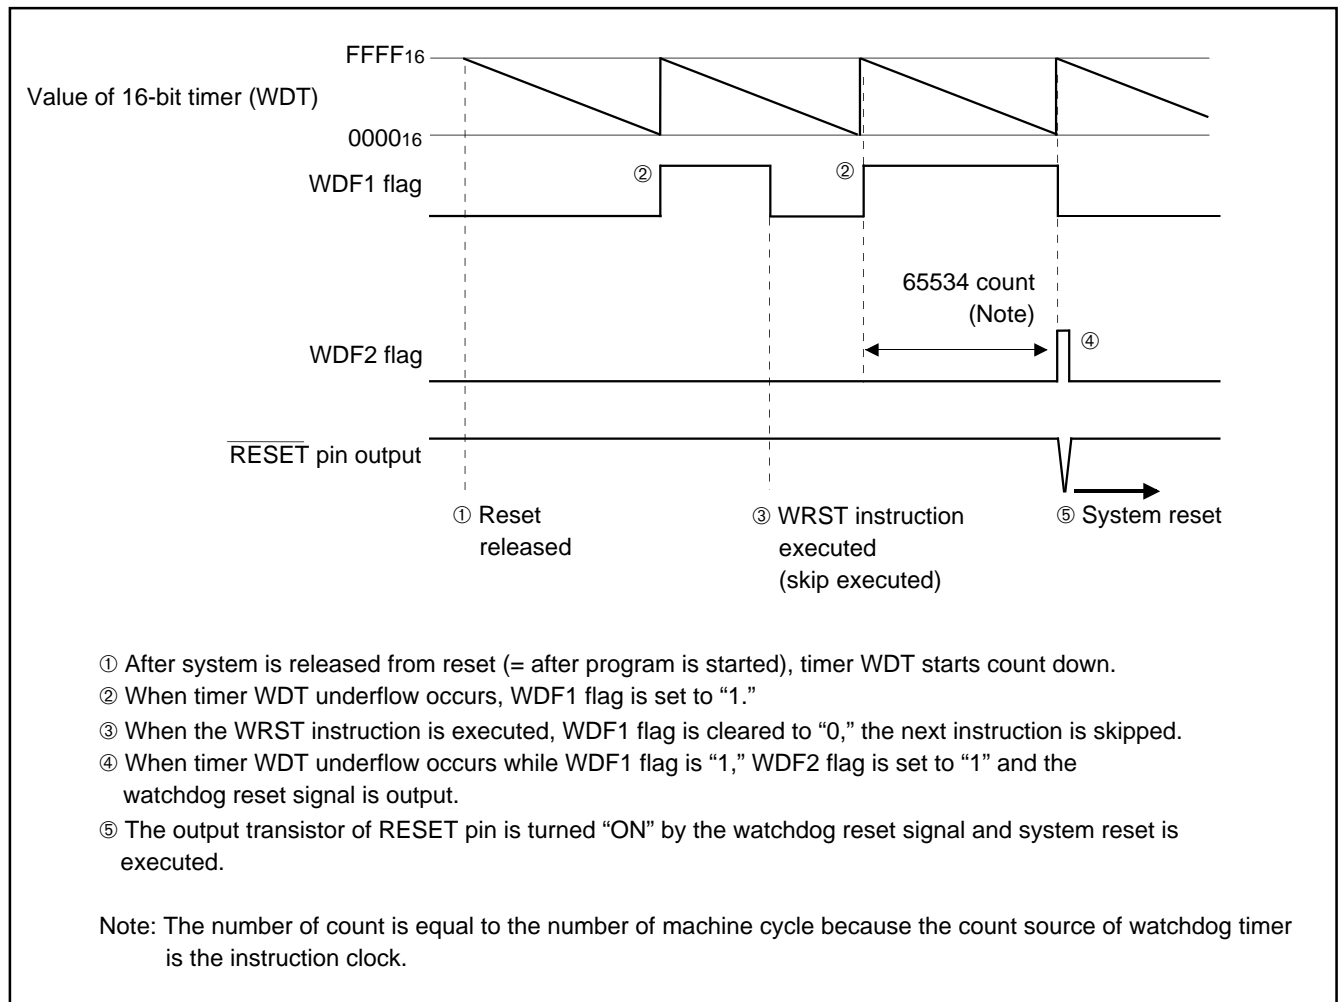 FFFF16
Value of 16-bit timer (WDT)
000016
WDF1 flag
②
②
65534 count
(Note)
WDF2 flag
④
RESET pin output
① Reset
released
③ WRST instruction
executed
(skip executed)
⑤ System reset
① After system is released from reset (= after program is started), timer WDT starts count down.
② When timer WDT underflow occurs, WDF1 flag is set to “1.”
③ When the WRST instruction is executed, WDF1 flag is cleared to “0,” the next instruction is skipped.
④ When timer WDT underflow occurs while WDF1 flag is “1,” WDF2 flag is set to “1” and the
watchdog reset signal is output.
⑤ The output transistor of RESET pin is turned “ON” by the watchdog reset signal and system reset is
executed.
Note: The number of count is equal to the number of machine cycle because the count source of watchdog timer
is the instruction clock.